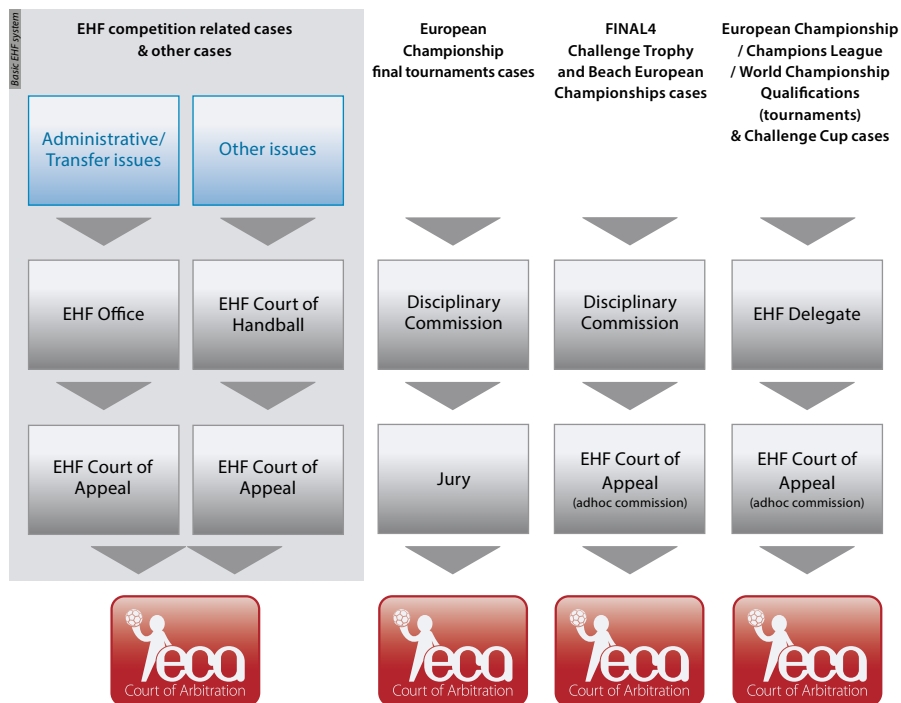 Basic EHF system
EHF competition related cases
& other cases
European
Championship
final tournaments cases
FINAL4
Challenge Trophy
and Beach European
Championships cases
European Championship
/ Champions League
/ World Championship
Qualifications
(tournaments)
& Challenge Cup cases
Administrative/
Transfer issues
Other issues
EHF Office
EHF Court of
Handball
Disciplinary
Commission
Disciplinary
Commission
EHF Delegate
EHF Court of
Appeal
EHF Court of
Appeal
Jury
EHF Court of
Appeal
(adhoc commission)
EHF Court of
Appeal
(adhoc commission)
eca
Court of Arbitration
eca
Court of Arbitration
eca
Court of Arbitration
eca
Court of Arbitration